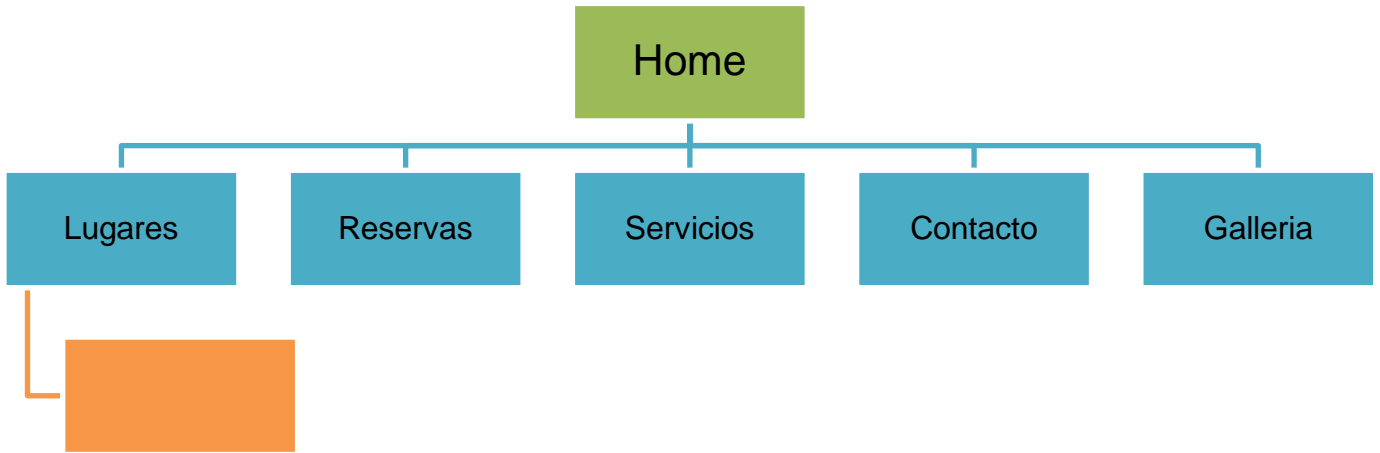 Home
Lugares
Reservas
Servicios
Contacto
Galleria